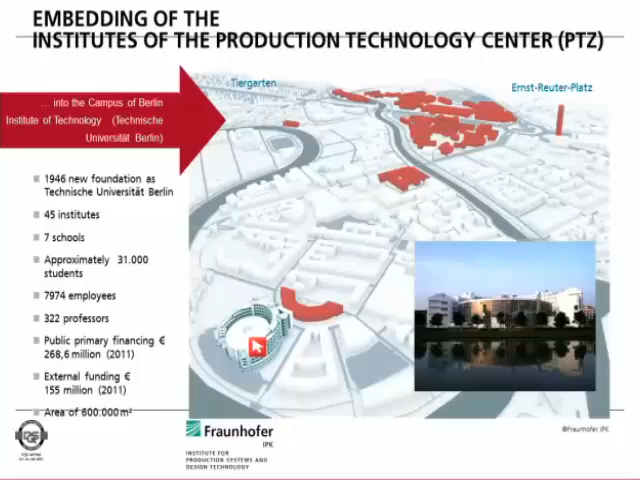 EMBEDDING OF THE
INSTITUTES OF THE PRODUCTION TECHNOLOGY CENTER (PTZ)
Tiergarten
Ernst-Reuter-Platz
... into the Campus of Berlin
Institute of Technology (Technische
Universität Berlin)
1946 new foundation as
Technische Universität Berlin
45 institutes
7 schools
Approximately 31.000
students
7974 employees
322 professors
Public primary financing €
268,6 million (2011)
External funding €
155 million (2011)
Area of 600.000 m²
Fraunhofer
IPK
INSTITUTE FOR
PRODUCTION SYSTEMS AND
DESIGN TECHNOLOGY
©Fraunhofer IPK